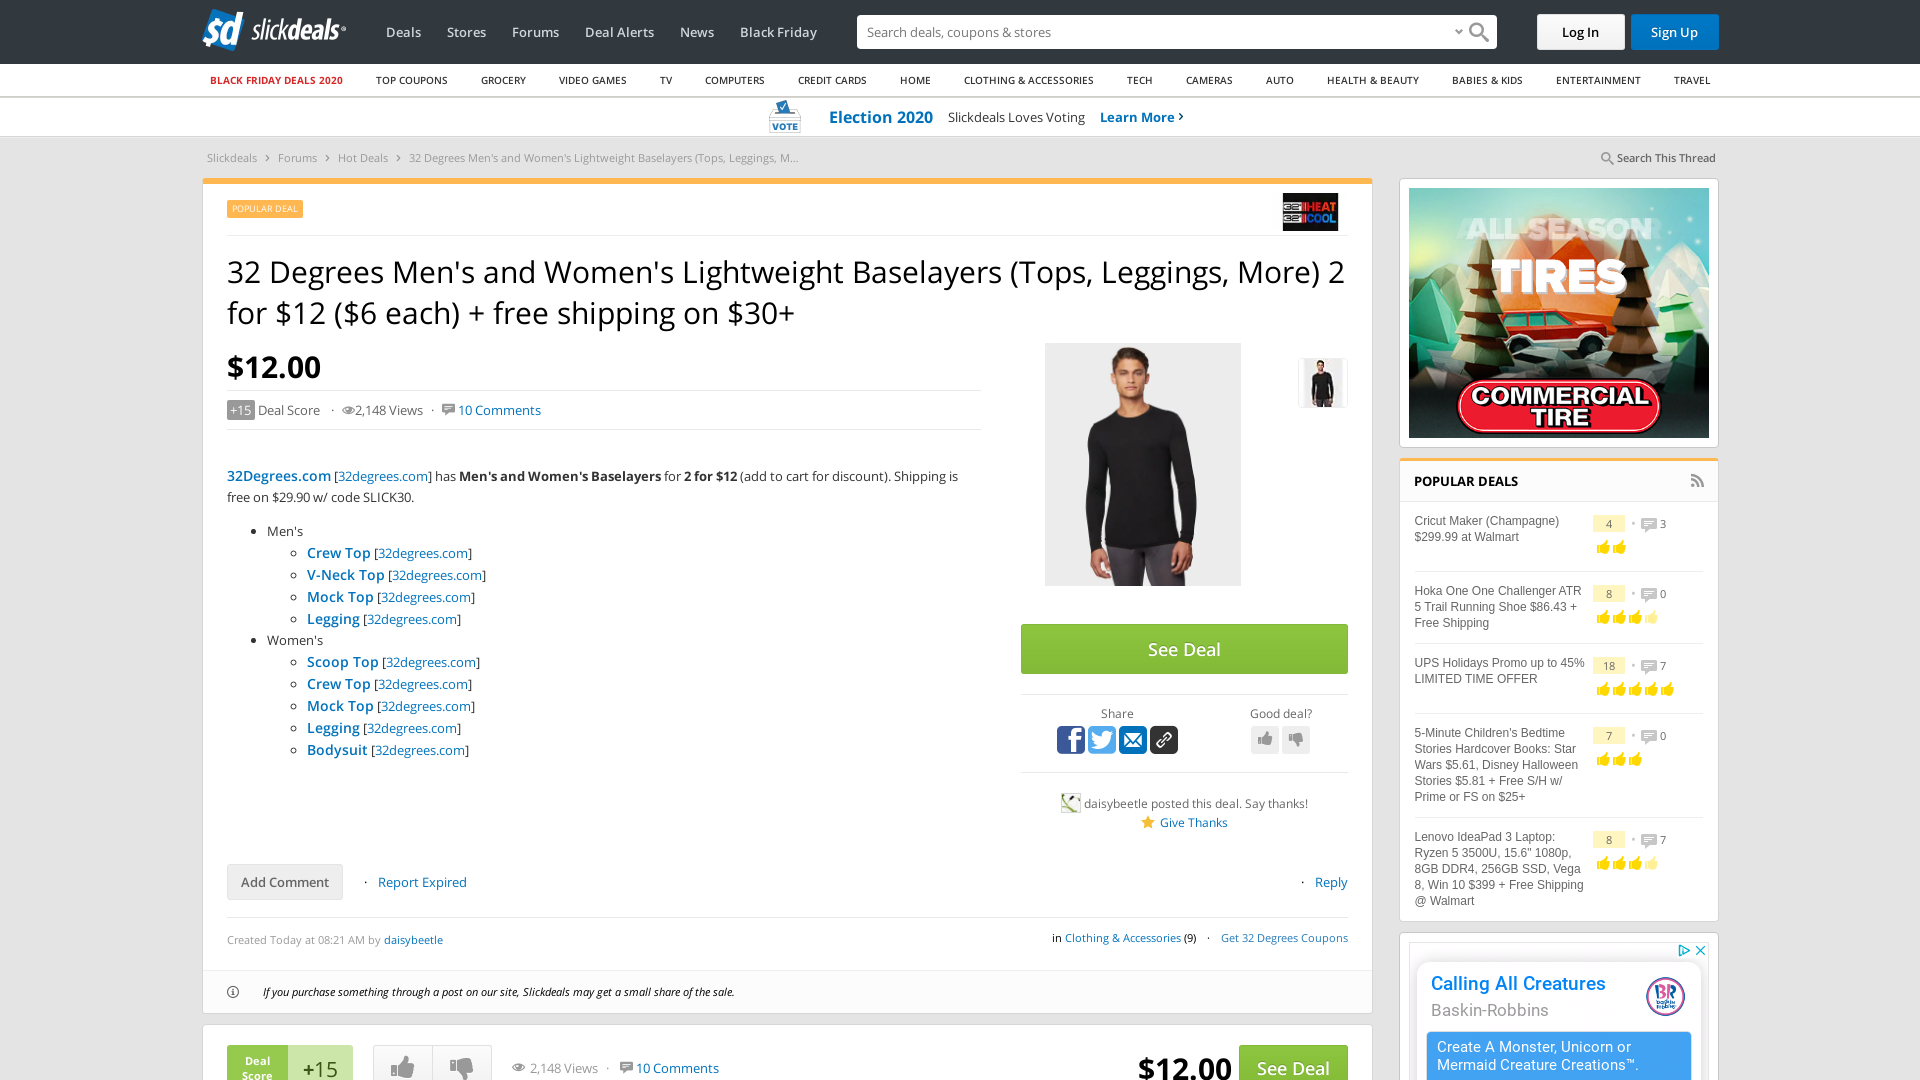 slickdeals
Deals
Stores
Forums
Deal Alerts
News
Black Friday
Search deals, coupons & stores
Log In
Sign Up
BLACK FRIDAY DEALS 2020
TOP COUPONS
GROCERY
VIDEO GAMES
TV
COMPUTERS
CREDIT CARDS
HOME
CLOTHING & ACCESSORIES
TECH
CAMERAS
AUTO
HEALTH & BEAUTY
BABIES & KIDS
ENTERTAINMENT
TRAVEL
VOTE
Election 2020 Slickdeals Loves Voting Learn More ›
Slickdeals › Forums › Hot Deals › 32 Degrees Men's and Women's Lightweight Baselayers (Tops, Leggings, M...
Search This Thread
POPULAR DEAL
32° HEAT
32° COOL
32 Degrees Men's and Women's Lightweight Baselayers (Tops, Leggings, More) 2
for $12 ($6 each) + free shipping on $30+
$12.00
+15 Deal Score · 2,148 Views · 10 Comments
32Degrees.com [32degrees.com] has Men's and Women's Baselayers for 2 for $12 (add to cart for discount). Shipping is
free on $29.90 w/ code SLICK30.
• Men's
◦ Crew Top [32degrees.com]
◦ V-Neck Top [32degrees.com]
◦ Mock Top [32degrees.com]
◦ Legging [32degrees.com]
• Women's
◦ Scoop Top [32degrees.com]
◦ Crew Top [32degrees.com]
◦ Mock Top [32degrees.com]
◦ Legging [32degrees.com]
◦ Bodysuit [32degrees.com]
See Deal
Share
Good deal?
daisybeetle posted this deal. Say thanks!
Give Thanks
Add Comment · Report Expired
· Reply
Created Today at 08:21 AM by daisybeetle
in Clothing & Accessories (9) · Get 32 Degrees Coupons
If you purchase something through a post on our site, Slickdeals may get a small share of the sale.
Deal
Score
+15
2,148 Views · 10 Comments
$12.00
See Deal
ALL SEASON
TIRES
COMMERCIAL
TIRE
POPULAR DEALS
Cricut Maker (Champagne)
$299.99 at Walmart
4 • 3
Hoka One One Challenger ATR
5 Trail Running Shoe $86.43 +
Free Shipping
8 • 0
UPS Holidays Promo up to 45%
LIMITED TIME OFFER
18 • 7
5-Minute Children's Bedtime
Stories Hardcover Books: Star
Wars $5.61, Disney Halloween
Stories $5.81 + Free S/H w/
Prime or FS on $25+
7 • 0
Lenovo IdeaPad 3 Laptop:
Ryzen 5 3500U, 15.6" 1080p,
8GB DDR4, 256GB SSD, Vega
8, Win 10 $399 + Free Shipping
@ Walmart
8 • 7
Calling All Creatures
Baskin-Robbins
BR
Create A Monster, Unicorn or
Mermaid Creature Creations™.